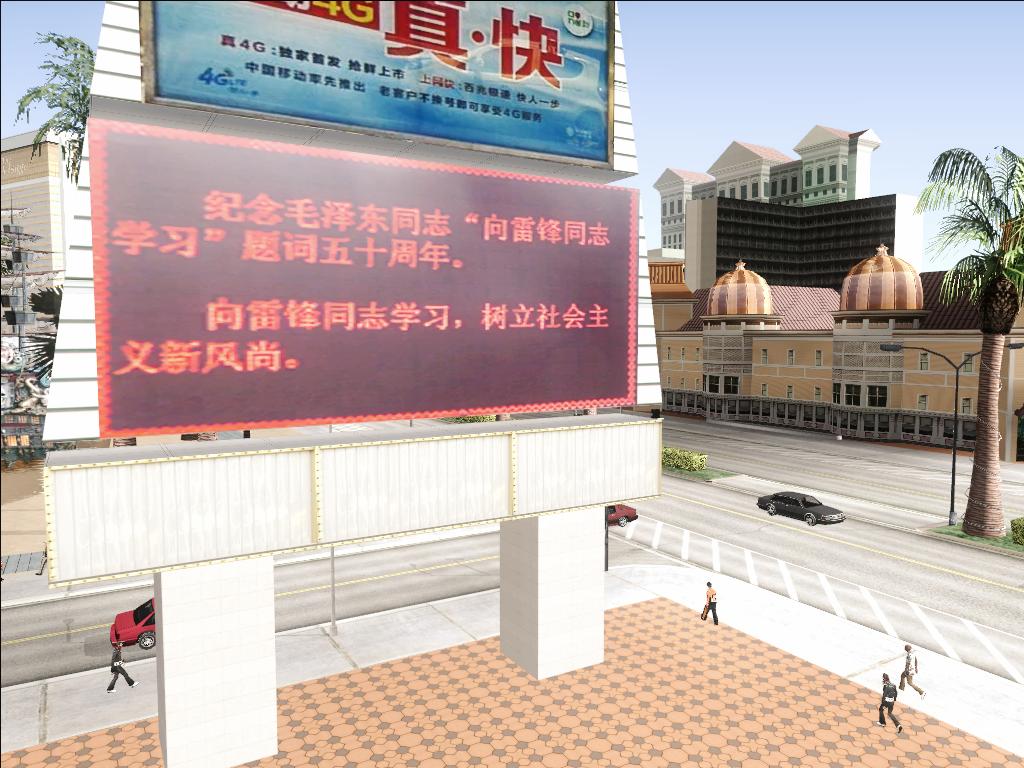 动4G真·快
真4G：独家首发 抢鲜上市 上网快：百兆极速 快人一步
4G
中国移动率先推出 老客户不换号即可享受4G服务
纪念毛泽东同志“向雷锋同志
学习”题词五十周年。
向雷锋同志学习，树立社会主
义新风尚。